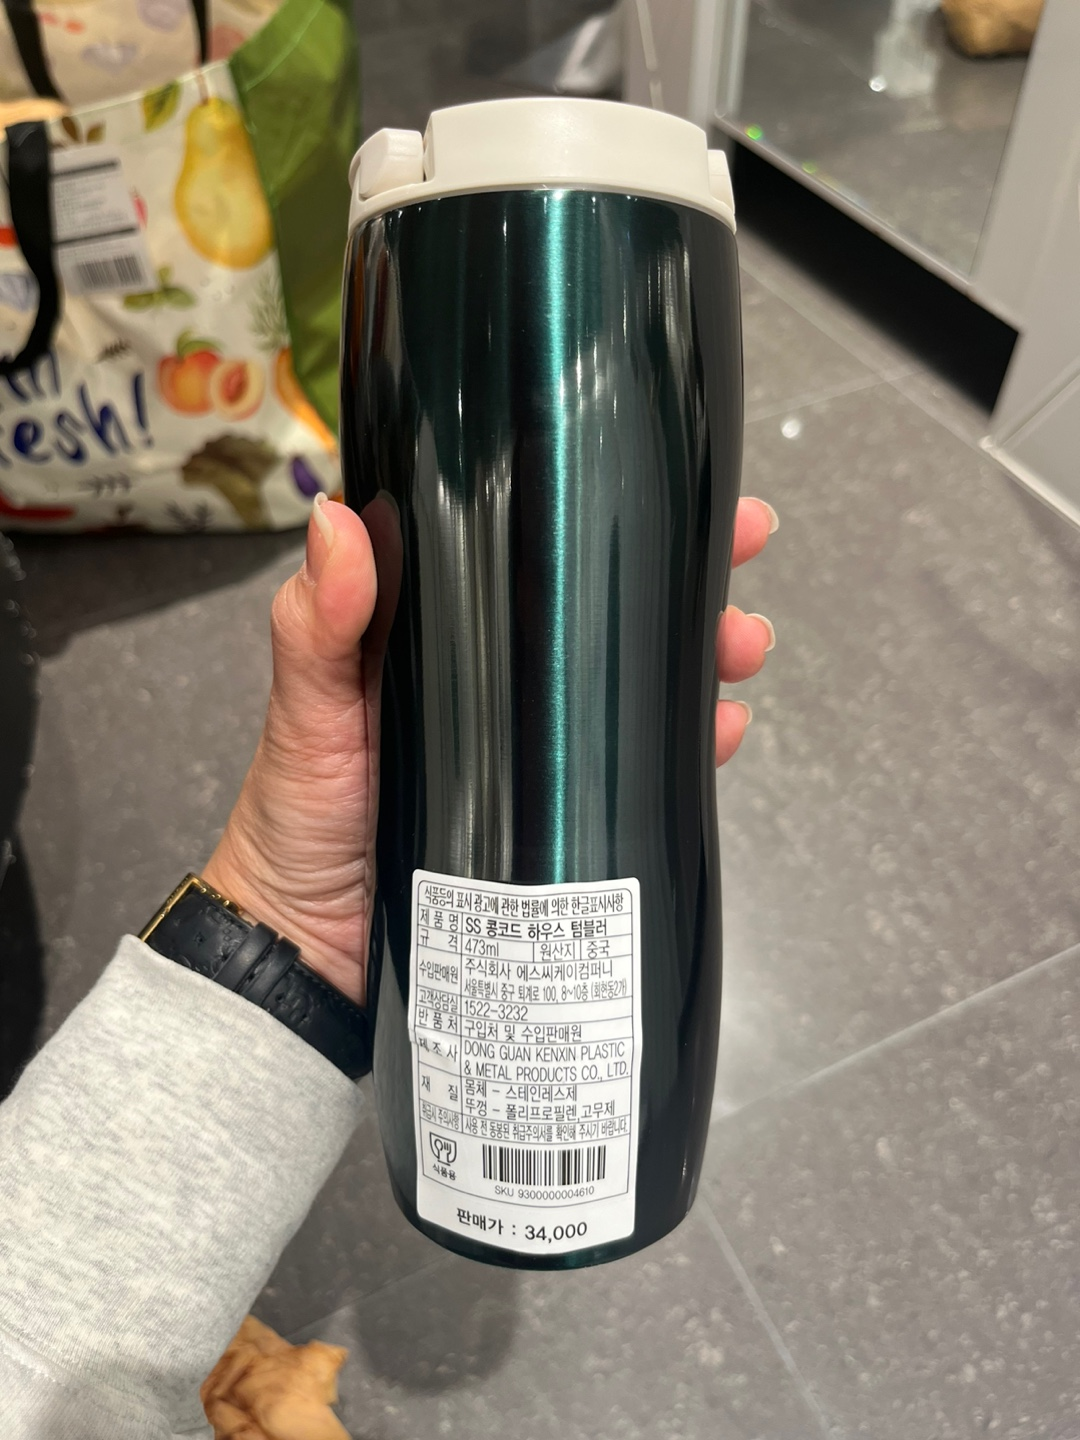 esh!
식품등의 표시 광고에 관한 법률에 의한 한글표시사항
제 품 명 SS 콩코드 하우스 텀블러
규 격 473ml 원산지 중국
수입판매원 주식회사 에스씨케이컴퍼니
서울특별시 중구 퇴계로 100, 8~10층 (회현동2가)
고객상담실 1522-3232
반 품 처 구입처 및 수입판매원
제 조 사 DONG GUAN KENXIN PLASTIC
& METAL PRODUCTS CO., LTD.
재 질 몸체 - 스테인레스제
뚜껑 - 폴리프로필렌,고무제
취급시 주의사항 사용 전 동봉된 취급주의서를 확인해 주시기 바랍니다.
식품용
SKU 9300000004610
판매가 : 34,000